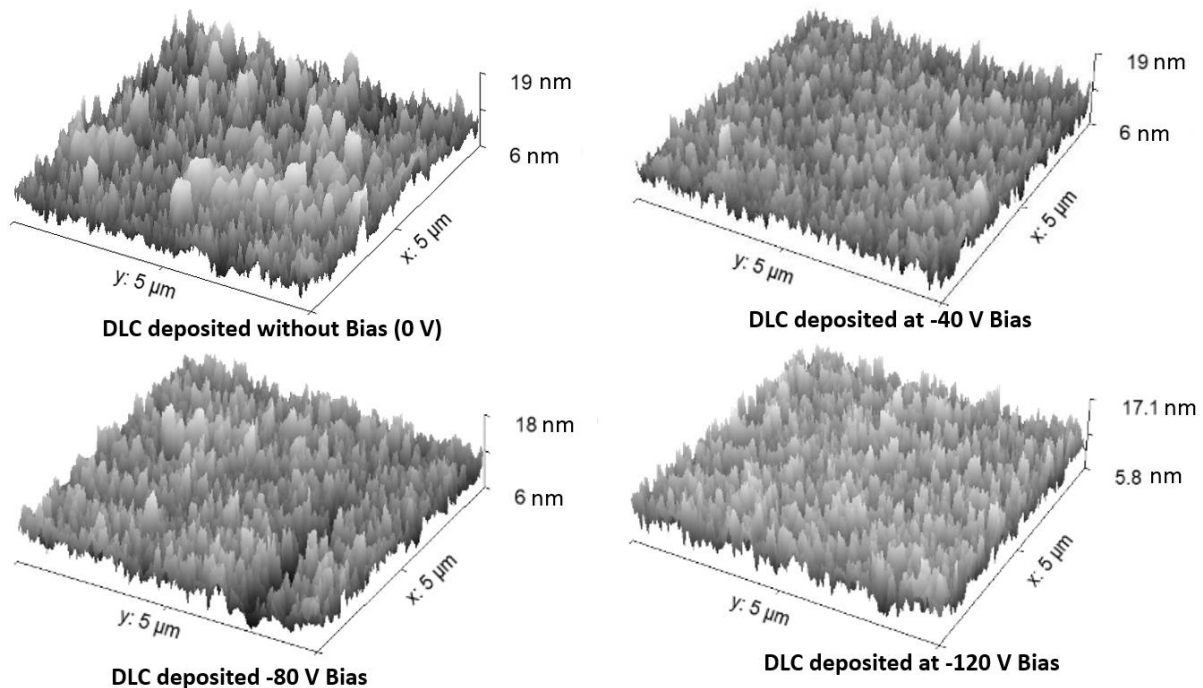 19 nm
6 nm
x: 5 µm
y: 5 µm
DLC deposited without Bias (0 V)
19 nm
6 nm
x: 5 µm
y: 5 µm
DLC deposited at -40 V Bias
18 nm
6 nm
x: 5 µm
y: 5 µm
DLC deposited -80 V Bias
17.1 nm
5.8 nm
x: 5 µm
y: 5 µm
DLC deposited at -120 V Bias